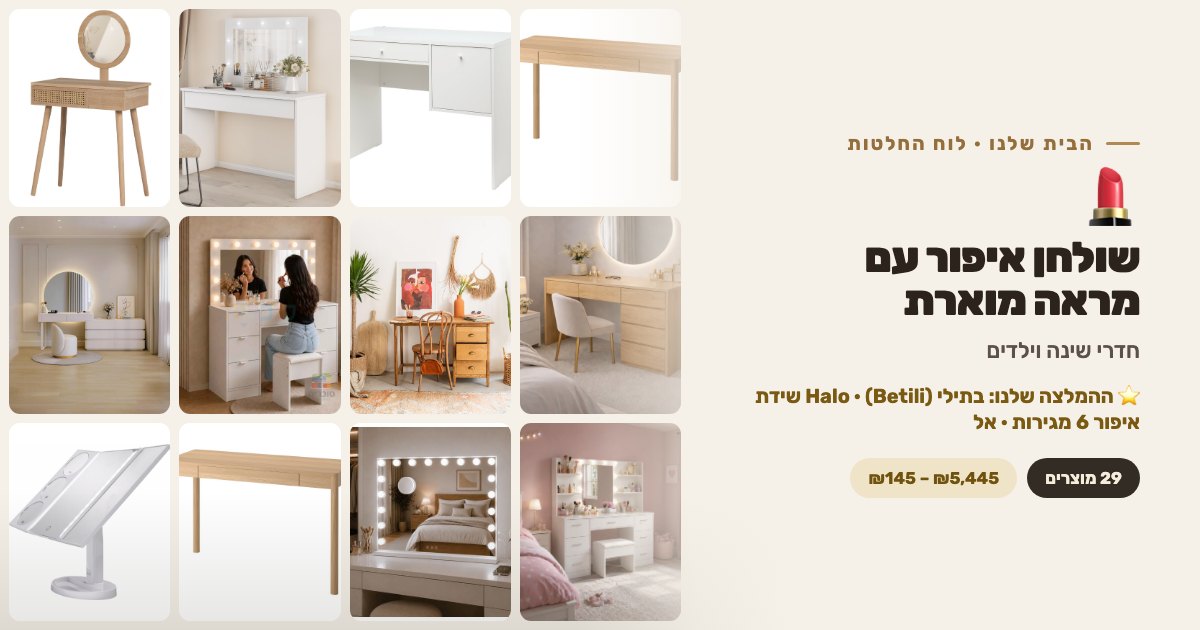 הבית שלנו • לוח החלטות
שולחן איפור עם
מראה מוארת
חדרי שינה וילדים
⭐ ההמלצה שלנו: בתילי (Betili) • Halo שידת
איפור 6 מגירות • אל
29 מוצרים
₪145 – ₪5,445